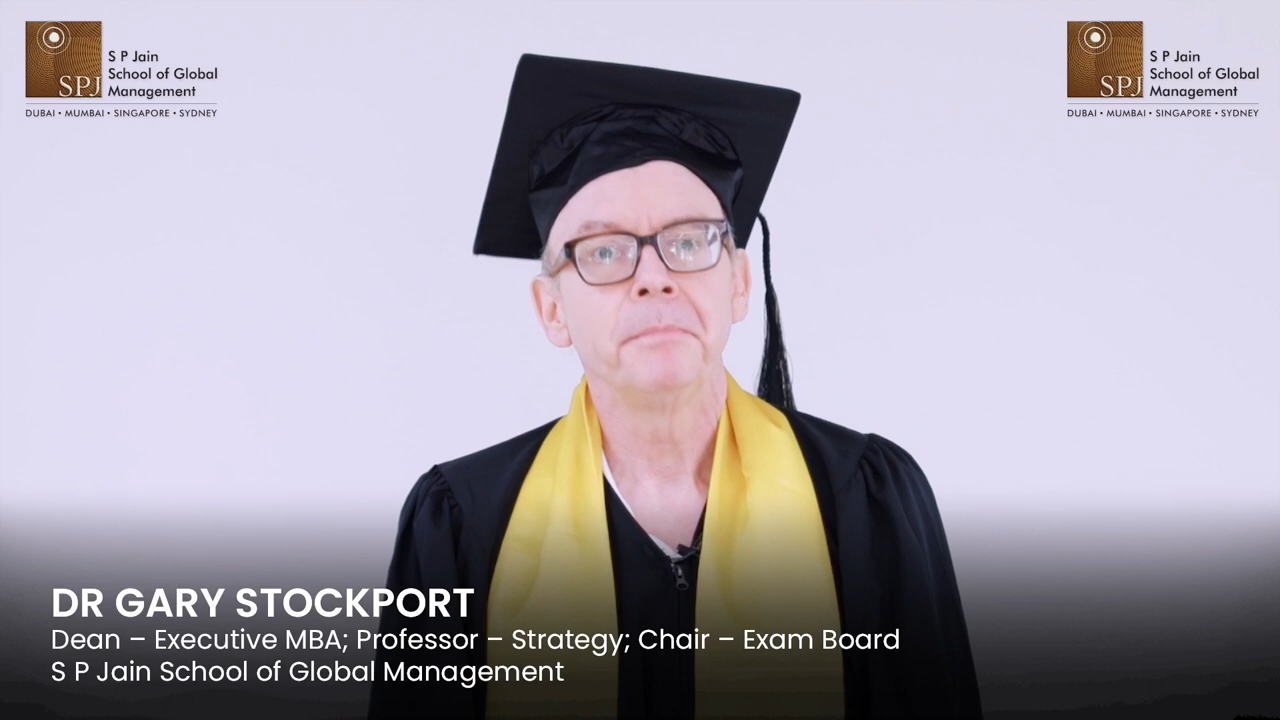 SPJ
S P Jain
School of Global
Management
DUBAI • MUMBAI • SINGAPORE • SYDNEY
SPJ
S P Jain
School of Global
Management
DUBAI • MUMBAI • SINGAPORE • SYDNEY
DR GARY STOCKPORT
Dean – Executive MBA; Professor – Strategy; Chair – Exam Board
S P Jain School of Global Management